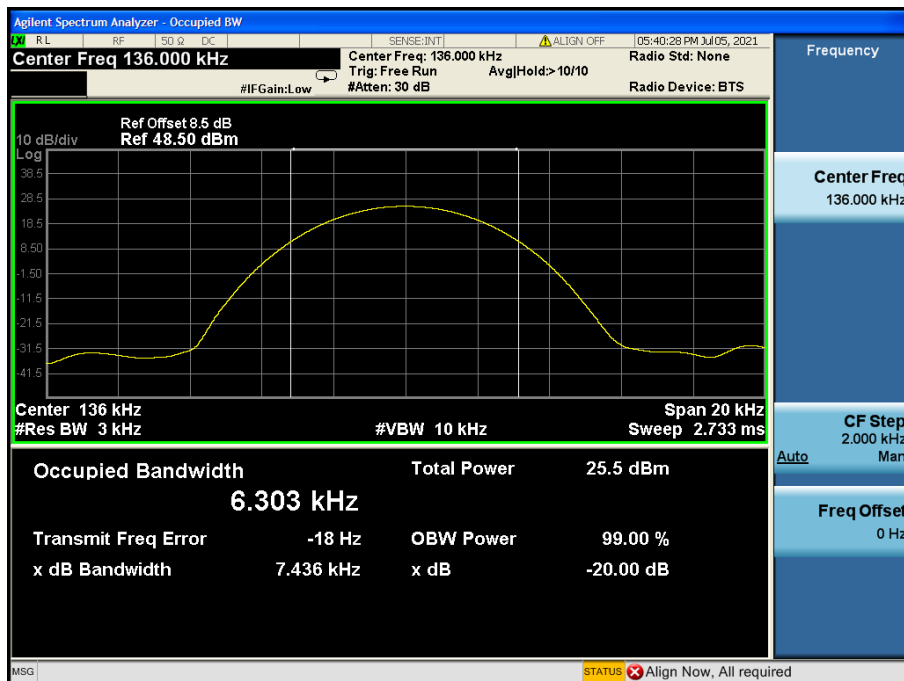 Agilent Spectrum Analyzer - Occupied BW
LXI RL RF 50 Ω DC SENSE:INT ALIGN OFF 05:40:28 PM Jul 05, 2021
Center Freq 136.000 kHz
Center Freq: 136.000 kHz
Radio Std: None
Trig: Free Run
Avg|Hold:> 10/10
#IFGain:Low
#Atten: 30 dB
Radio Device: BTS
Ref Offset 8.5 dB
10 dB/div
Ref 48.50 dBm
Log
38.5
28.5
18.5
8.50
-1.50
-11.5
-21.5
-31.5
-41.5
Center 136 kHz
Span 20 kHz
#Res BW 3 kHz
#VBW 10 kHz
Sweep 2.733 ms
Occupied Bandwidth
Total Power 25.5 dBm
6.303 kHz
Transmit Freq Error -18 Hz
OBW Power 99.00 %
x dB Bandwidth 7.436 kHz
x dB -20.00 dB
Frequency
Center Freq
136.000 kHz
CF Step
2.000 kHz
Auto Man
Freq Offset
0 Hz
MSG
STATUS Align Now, All required